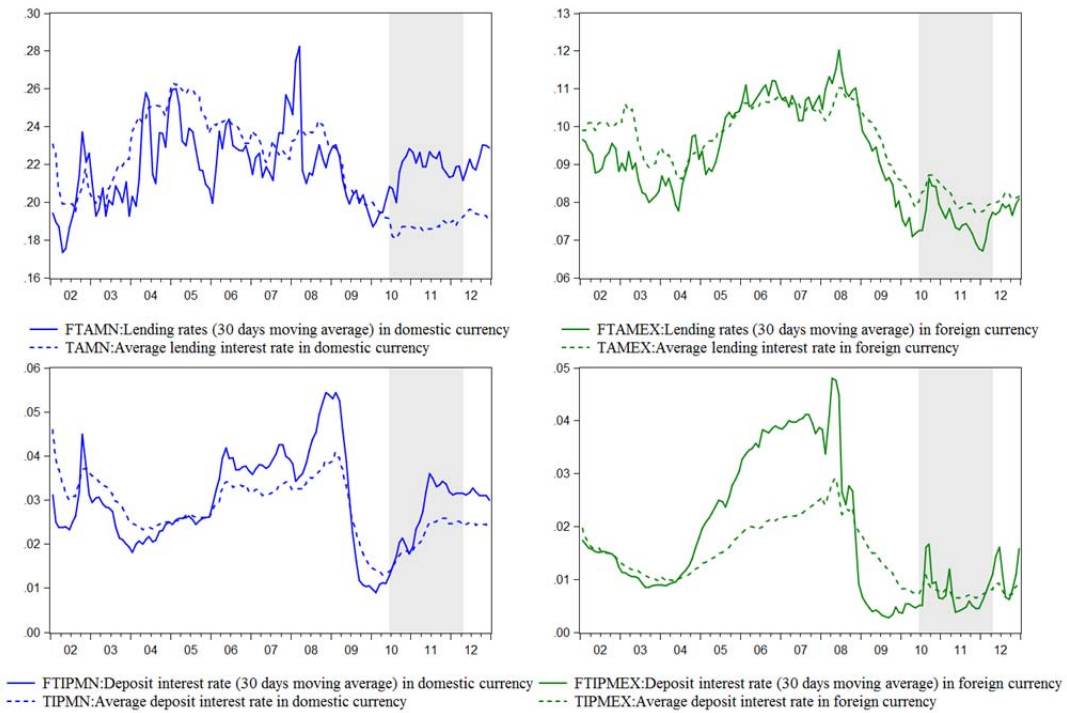 .30
.28
.26
.24
.22
.20
.18
.16
02 03 04 05 06 07 08 09 10 11 12
.13
.12
.11
.10
.09
.08
.07
.06
02 03 04 05 06 07 08 09 10 11 12
FTAMN:Lending rates (30 days moving average) in domestic currency
TAMN:Average lending interest rate in domestic currency
FTAMEX:Lending rates (30 days moving average) in foreign currency
TAMEX:Average lending interest rate in foreign currency
.06
.05
.04
.03
.02
.01
.00
02 03 04 05 06 07 08 09 10 11 12
.05
.04
.03
.02
.01
.00
02 03 04 05 06 07 08 09 10 11 12
FTIPMN:Deposit interest rate (30 days moving average) in domestic currency
TIPMN:Average deposit interest rate in domestic currency
FTIPMEX:Deposit interest rate (30 days moving average) in foreign currency
TIPMEX:Average deposit interest rate in foreign currency